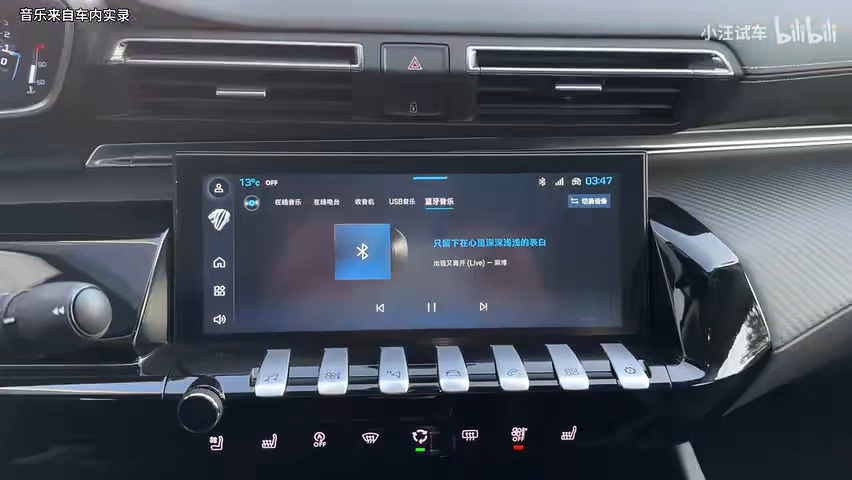 音乐来自车内实录
小汪试车 bilibili
13℃ OFF
03:47
在线音乐 在线电台 收音机 USB音乐 蓝牙音乐
切换设备
只留下在心里深深浅浅的表白
出现又离开 (Live) — 梁博
OFF
OFF